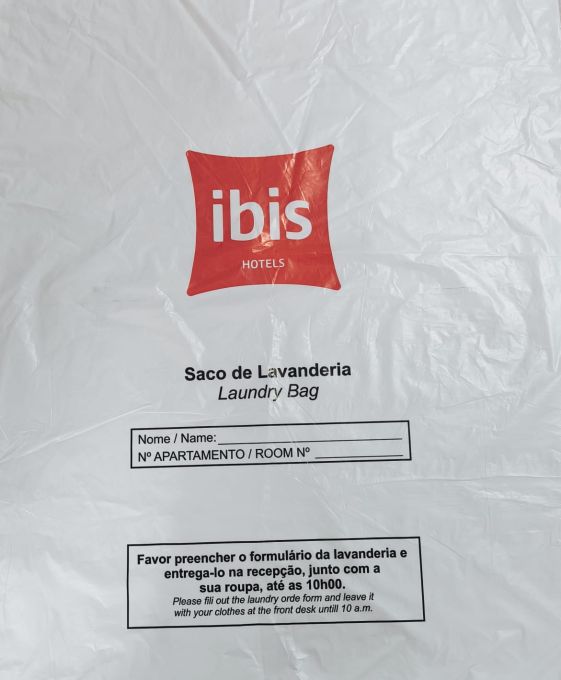 ibis
HOTELS
Saco de Lavanderia
Laundry Bag
Nome / Name:
Nº APARTAMENTO / ROOM Nº
Favor preencher o formulário da lavanderia e
entrega-lo na recepção, junto com a
sua roupa, até as 10h00.
Please fili out the laundry orde form and leave it
with your clothes at the front desk untill 10 a.m.